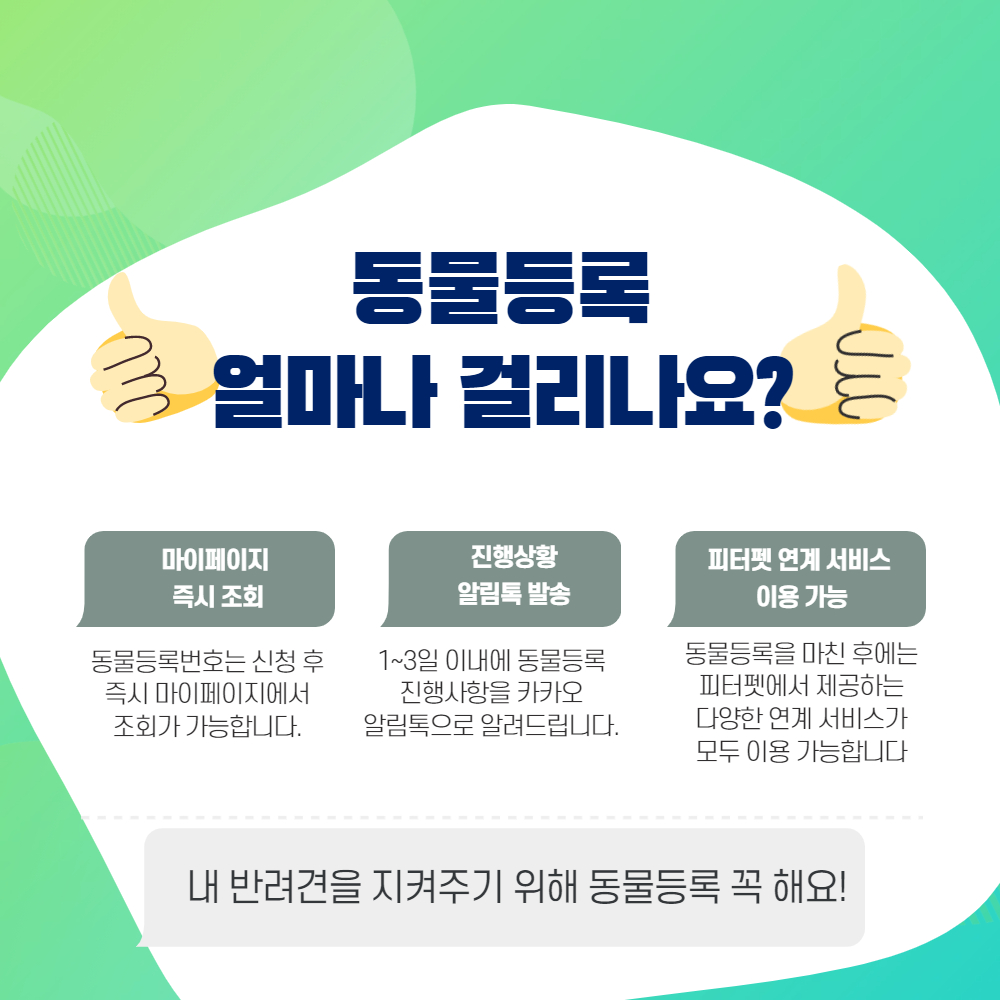 동물등록
얼마나 걸리나요?
마이페이지
즉시 조회
동물등록번호는 신청 후
즉시 마이페이지에서
조회가 가능합니다.
진행상황
알림톡 발송
1~3일 이내에 동물등록
진행사항을 카카오
알림톡으로 알려드립니다.
피터펫 연계 서비스
이용 가능
동물등록을 마친 후에는
피터펫에서 제공하는
다양한 연계 서비스가
모두 이용 가능합니다
내 반려견을 지켜주기 위해 동물등록 꼭 해요!